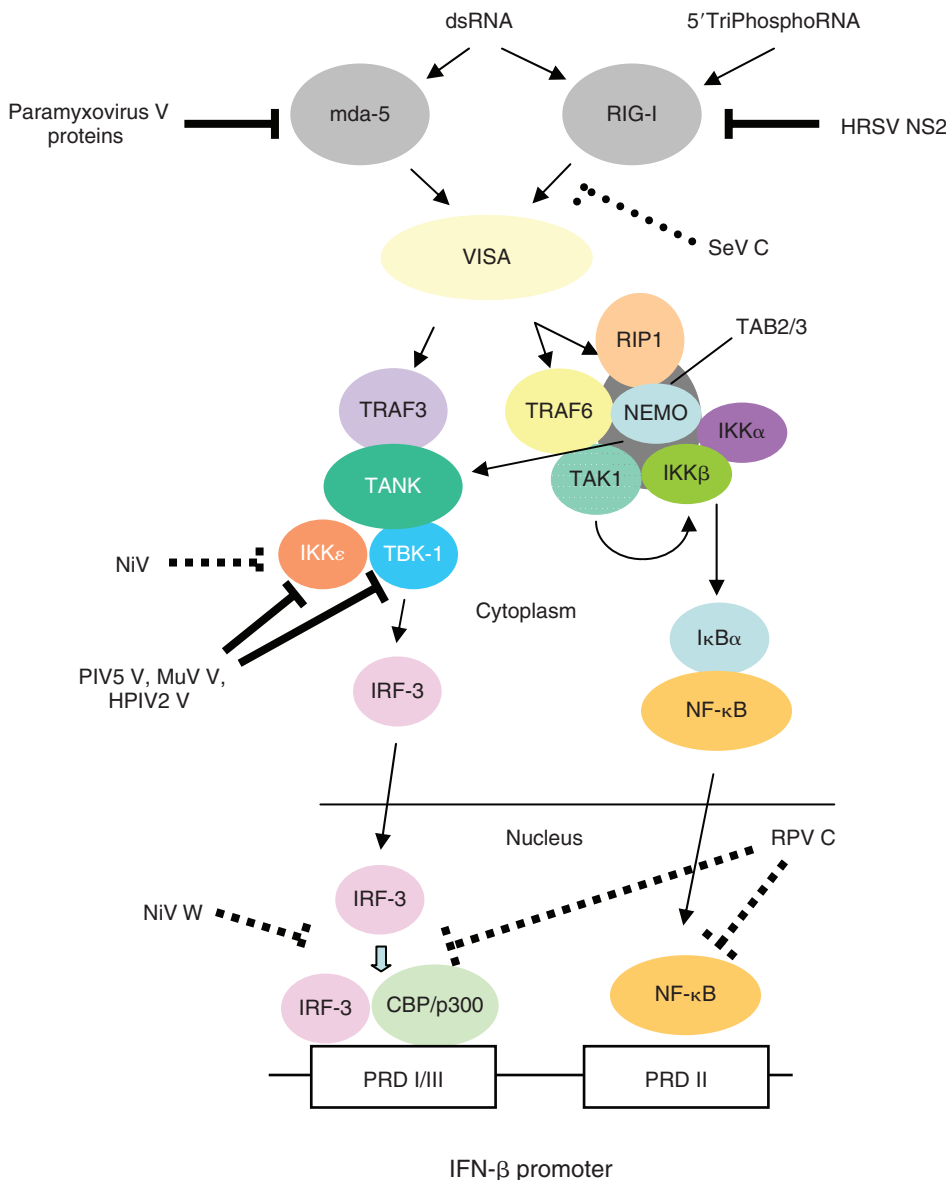 dsRNA
5′TriPhosphoRNA
mda-5
RIG-I
Paramyxovirus V
proteins
HRSV NS2
SeV C
VISA
RIP1
TAB2/3
TRAF3
TRAF6
NEMO
IKKα
TANK
TAK1
IKKβ
NiV
IKKε
TBK-1
Cytoplasm
IκBα
PIV5 V, MuV V,
HPIV2 V
IRF-3
NF-κB
Nucleus
RPV C
IRF-3
NiV W
IRF-3
CBP/p300
NF-κB
PRD I/III
PRD II
IFN-β promoter